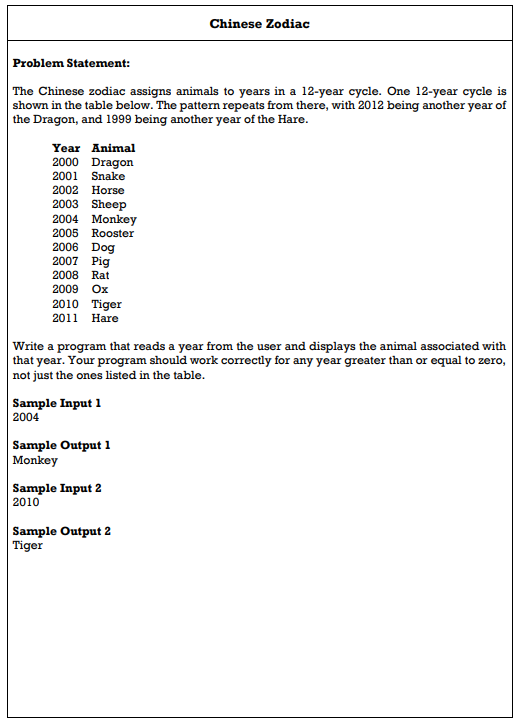 Chinese Zodiac
Problem Statement:
The Chinese zodiac assigns animals to years in a 12-year cycle. One 12-year cycle is
shown in the table below. The pattern repeats from there, with 2012 being another year of
the Dragon, and 1999 being another year of the Hare.
Year Animal
2000 Dragon
2001 Snake
2002 Horse
2003 Sheep
2004 Monkey
2005 Rooster
2006 Dog
2007 Pig
2008 Rat
2009 Ox
2010 Tiger
2011 Hare
Write a program that reads a year from the user and displays the animal associated with
that year. Your program should work correctly for any year greater than or equal to zero,
not just the ones listed in the table.
Sample Input 1
2004
Sample Output 1
Monkey
Sample Input 2
2010
Sample Output 2
Tiger